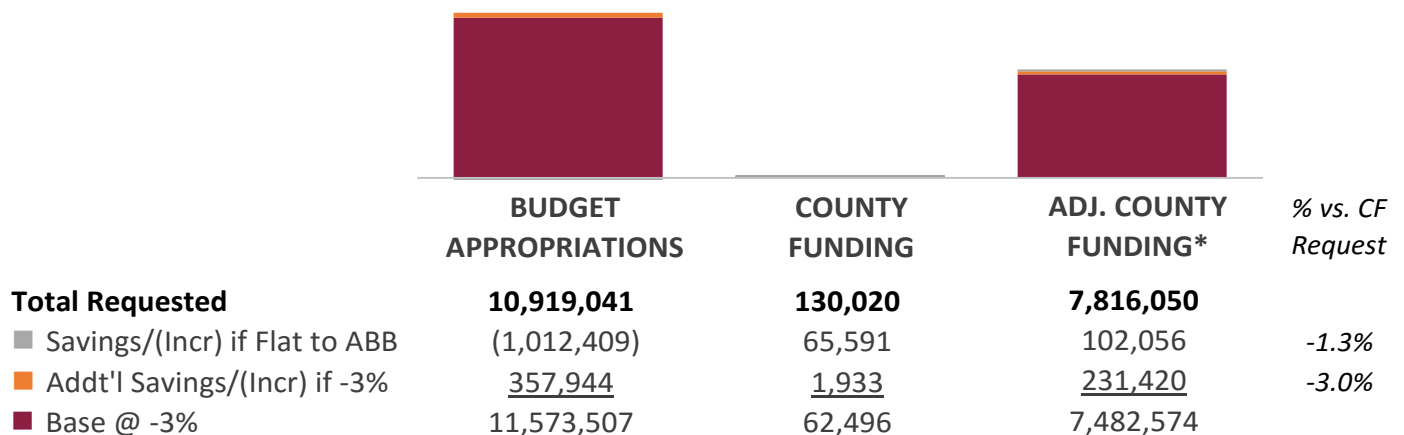 BUDGET APPROPRIATIONS
COUNTY FUNDING
ADJ. COUNTY FUNDING*
% vs. CF Request
Total Requested 10,919,041 130,020 7,816,050
Savings/(Incr) if Flat to ABB (1,012,409) 65,591 102,056 -1.3%
Addt'l Savings/(Incr) if -3% 357,944 1,933 231,420 -3.0%
Base @ -3% 11,573,507 62,496 7,482,574